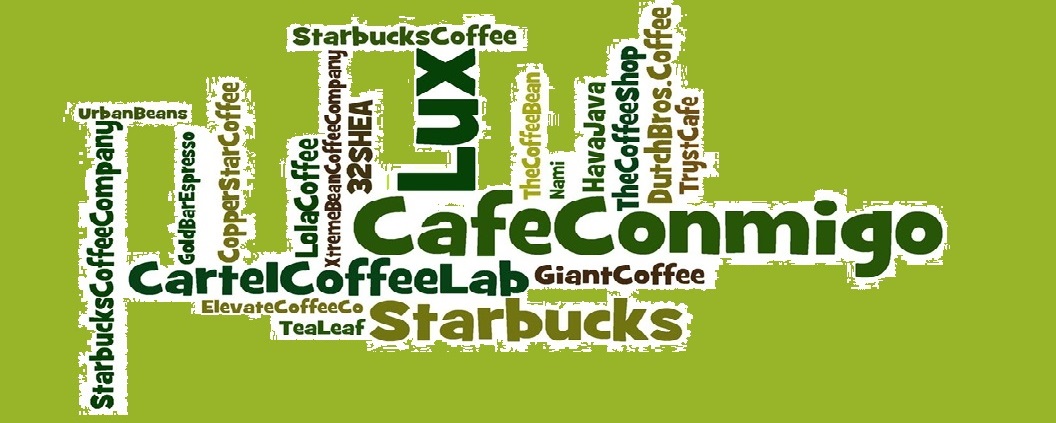 StarbucksCoffee
Lux
DutchBros.Coffee
TheCoffeeShop
TrystCafe
HavaJava
TheCoffeeBean
Nami
XtremeBeanCoffeeCompany
32SHEA
LolaCoffee
CopperStarCoffee
UrbanBeans
GoldBarEspresso
StarbucksCoffeeCompany
CafeConmigo
CartelCoffeeLab
GiantCoffee
ElevateCoffeeCo
TeaLeaf
Starbucks